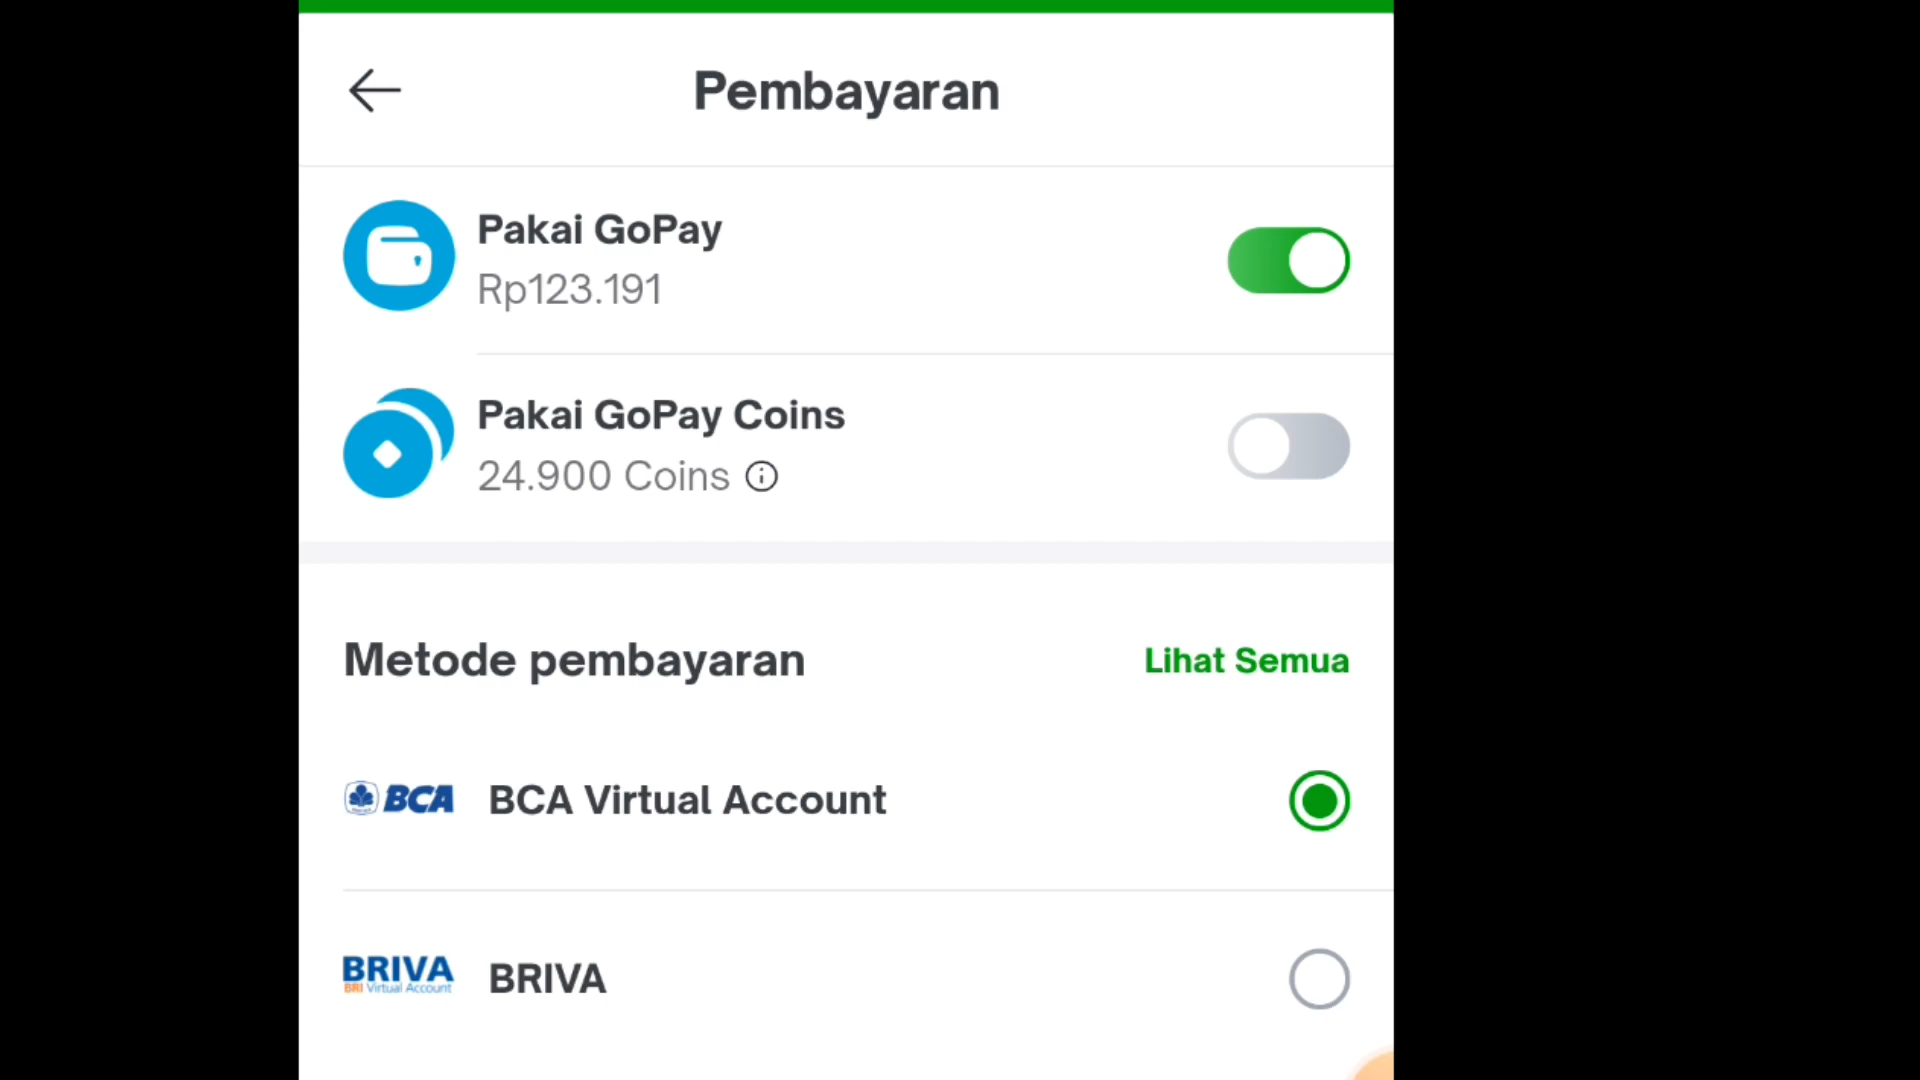 Pembayaran
Pakai GoPay
Rp123.191
Pakai GoPay Coins
24.900 Coins
Metode pembayaran Lihat Semua
BCA BCA Virtual Account
BRIVA BRIVA
BRI Virtual Account